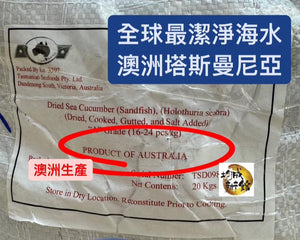 全球最潔淨海水
澳洲塔斯曼尼亞
Packed by Est. 3797
Tasmanian Seafoods Pty. Ltd.
Dandenong South, Victoria, Australia
Dried Sea Cucumber (Sandfish), (Holothuria scabra)
(Dried, Cooked, Gutted, and Salt Added)
Grade (16-24 pcs/kg)
PRODUCT OF AUSTRALIA
澳洲生產
Number: TSD098
Net Contents: 20 Kgs
Store in Dry Location. Reconstitute Prior to Cooking.